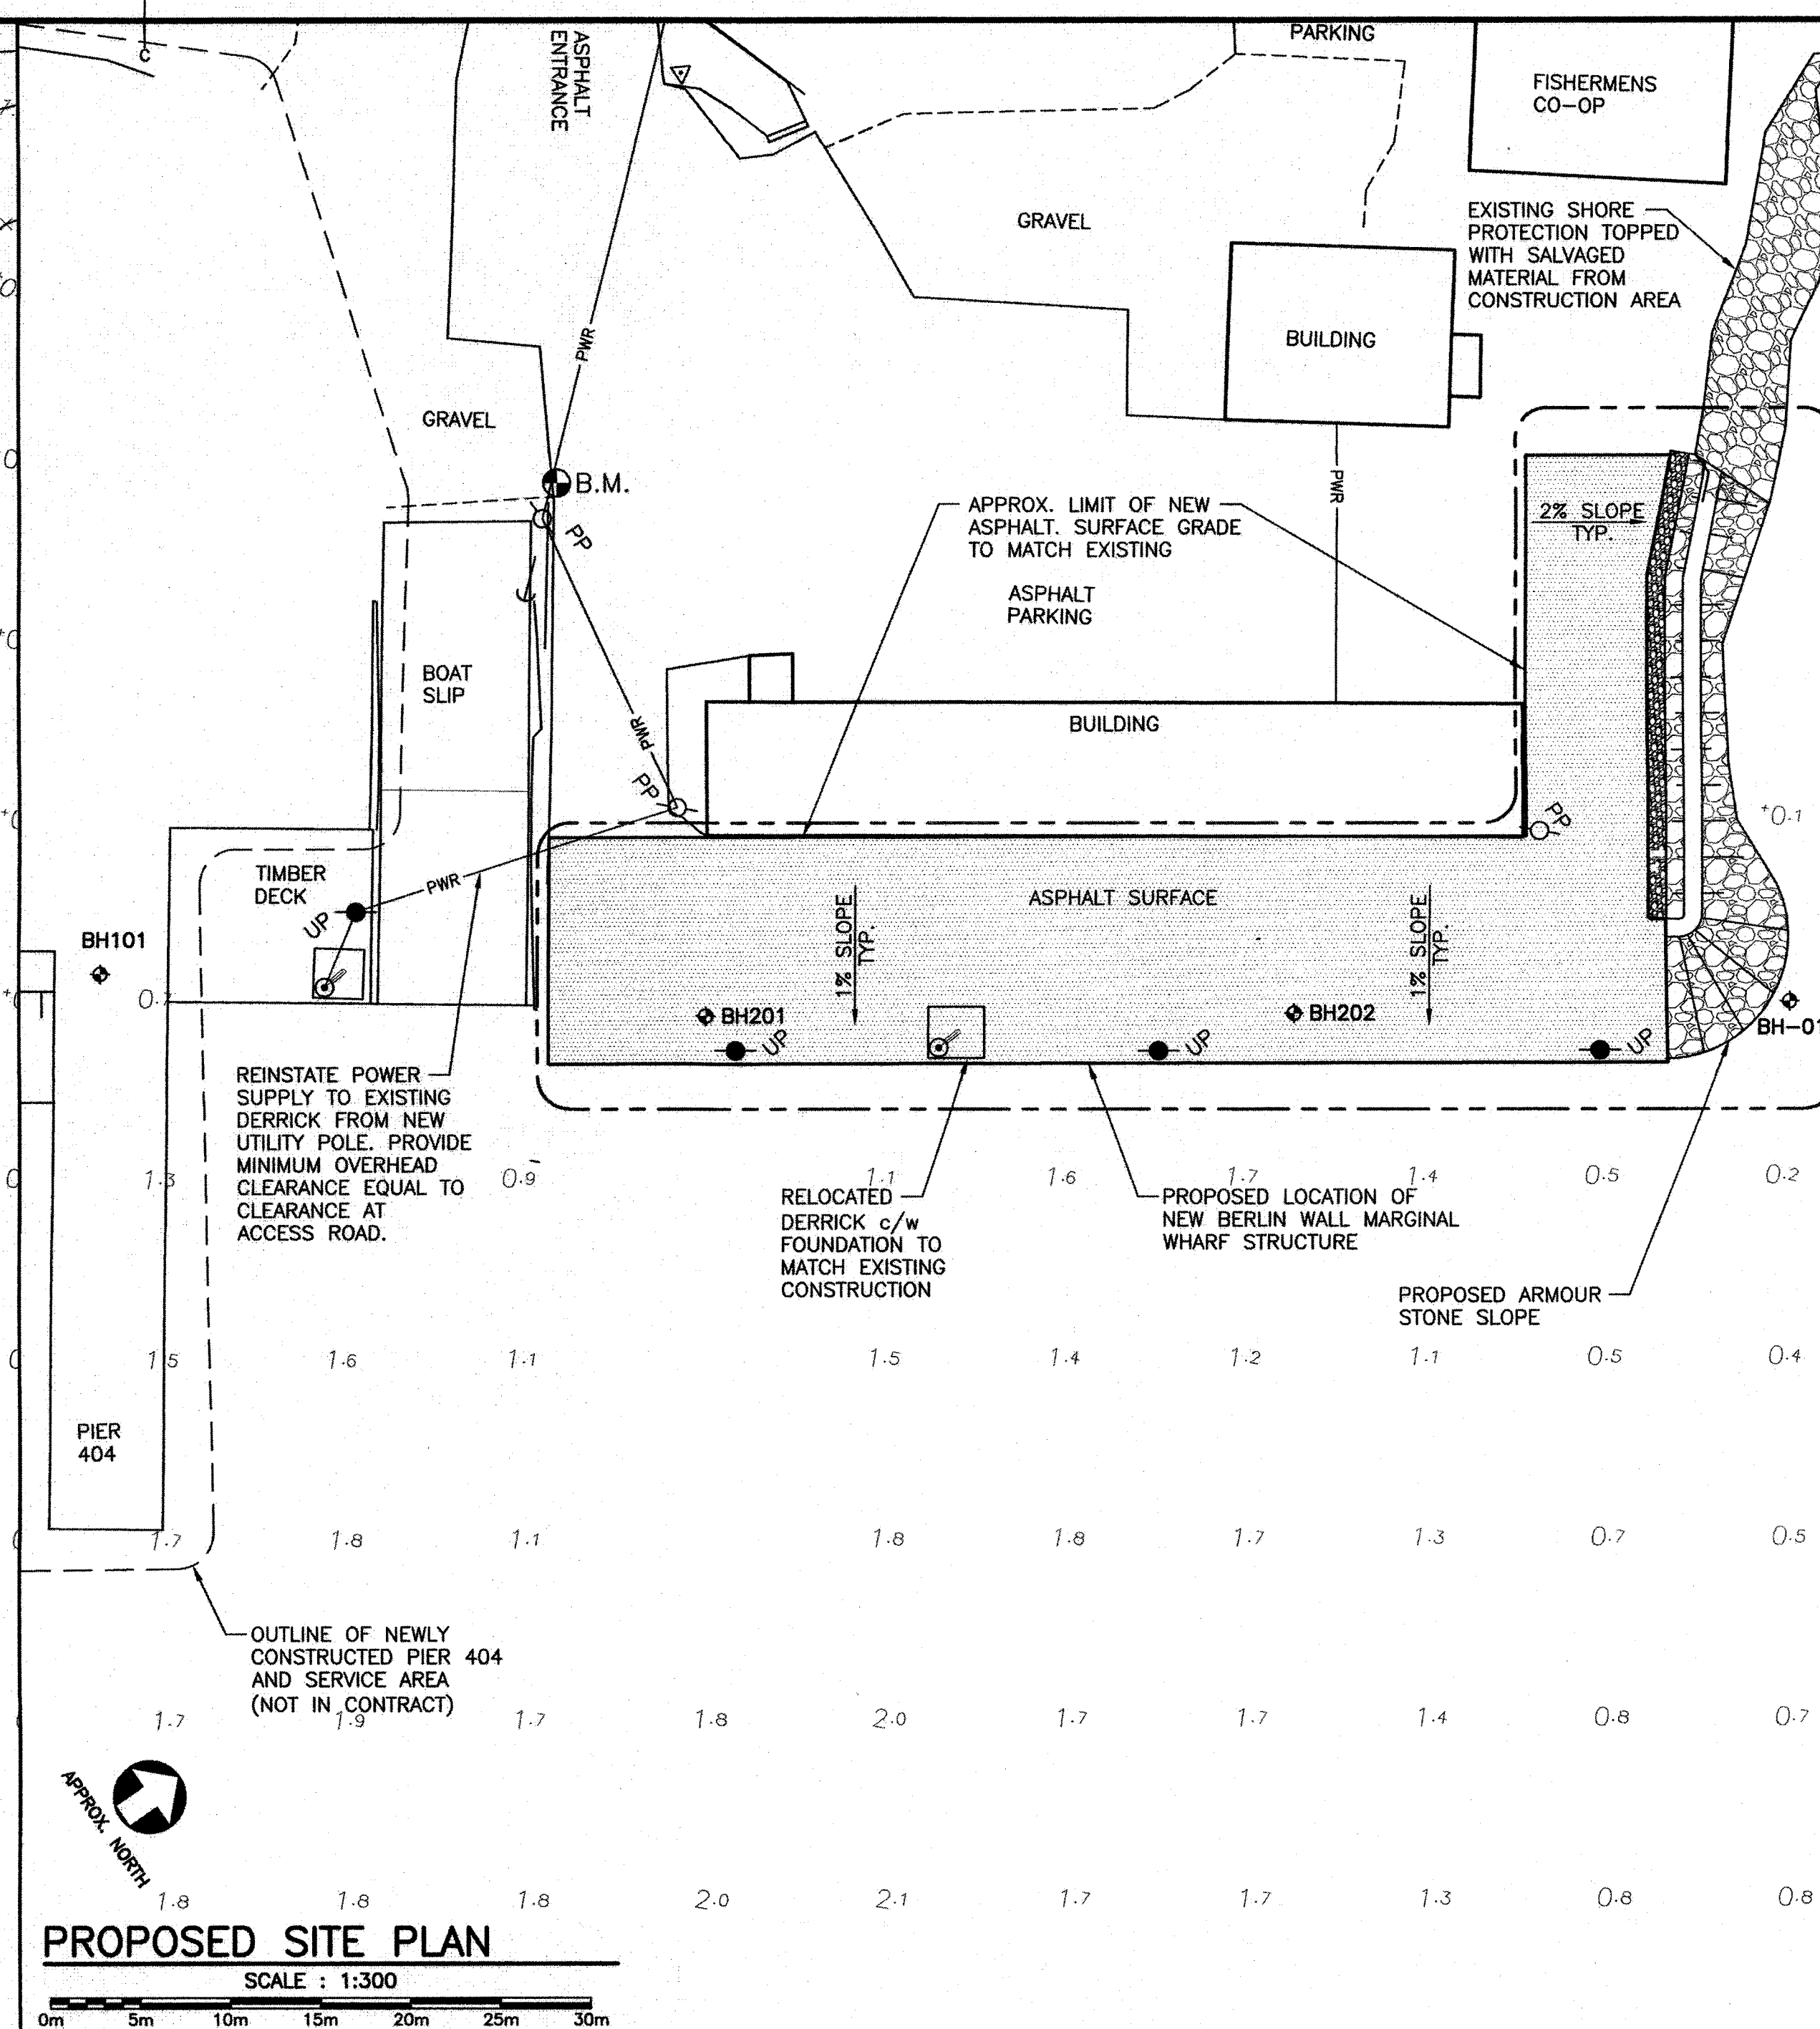 C
ASPHALT
ENTRANCE
PARKING
FISHERMENS
CO-OP
GRAVEL
EXISTING SHORE
PROTECTION TOPPED
WITH SALVAGED
MATERIAL FROM
CONSTRUCTION AREA
PWR
BUILDING
GRAVEL
B.M.
PP
PWR
APPROX. LIMIT OF NEW
ASPHALT. SURFACE GRADE
TO MATCH EXISTING
2% SLOPE
TYP.
ASPHALT
PARKING
BOAT
SLIP
PWR
BUILDING
PP
PP
+0.1
TIMBER
DECK
PWR
ASPHALT SURFACE
UP
1% SLOPE
TYP.
1% SLOPE
TYP.
BH101
BH201
BH202
UP
UP
UP
BH-01
REINSTATE POWER
SUPPLY TO EXISTING
DERRICK FROM NEW
UTILITY POLE. PROVIDE
MINIMUM OVERHEAD
CLEARANCE EQUAL TO
CLEARANCE AT
ACCESS ROAD.
1.3 0.9 1.1 1.6 1.7 1.4 0.5 0.2
RELOCATED
DERRICK c/w
FOUNDATION TO
MATCH EXISTING
CONSTRUCTION
PROPOSED LOCATION OF
NEW BERLIN WALL MARGINAL
WHARF STRUCTURE
PROPOSED ARMOUR
STONE SLOPE
1.5 1.6 1.1 1.5 1.4 1.2 1.1 0.5 0.4
PIER
404
1.7 1.8 1.1 1.8 1.8 1.7 1.3 0.7 0.5
OUTLINE OF NEWLY
CONSTRUCTED PIER 404
AND SERVICE AREA
(NOT IN CONTRACT)
1.7 1.9 1.7 1.8 2.0 1.7 1.7 1.4 0.8 0.7
APPROX. NORTH
1.8 1.8 1.8 2.0 2.1 1.7 1.7 1.3 0.8 0.8
PROPOSED SITE PLAN
SCALE : 1:300
0m 5m 10m 15m 20m 25m 30m